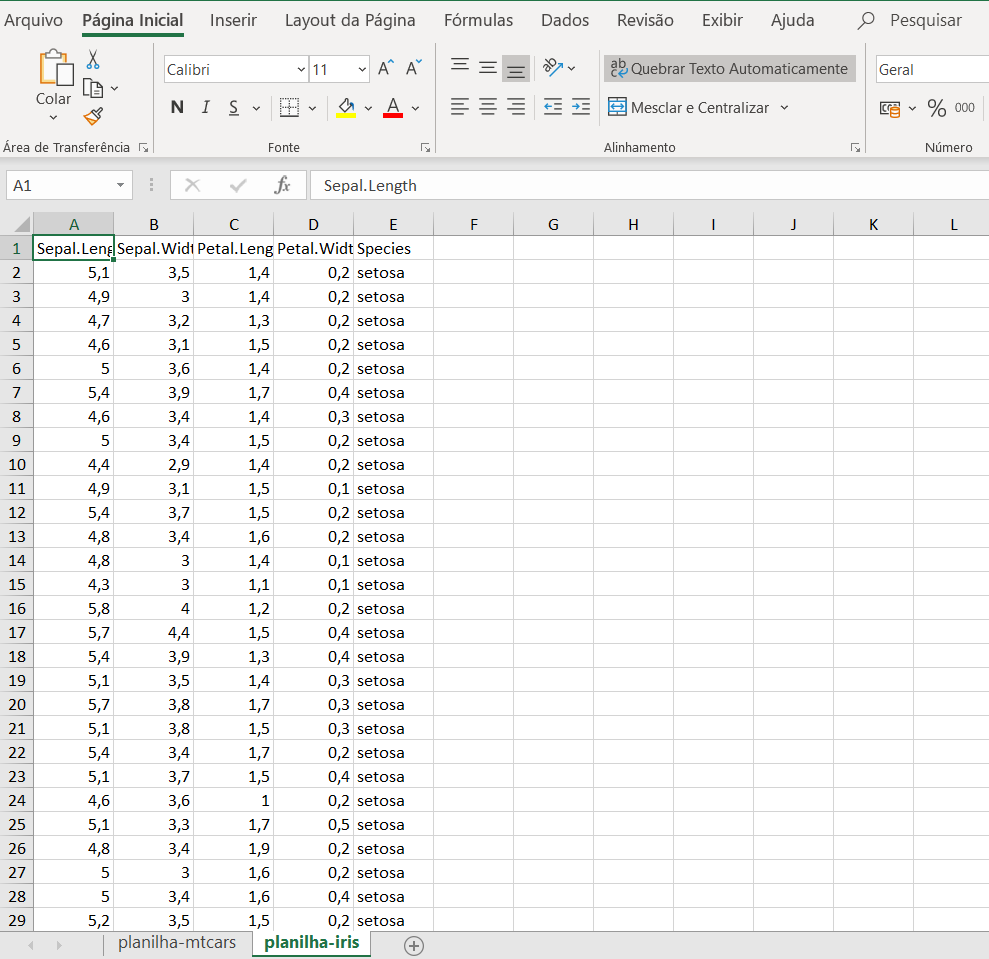 Arquivo Página Inicial Inserir Layout da Página Fórmulas Dados Revisão Exibir Ajuda Pesquisar
Calibri 11 A A ab Quebrar Texto Automaticamente Geral
Colar
N I S A Mesclar e Centralizar % 000
Área de Transferência Fonte Alinhamento Número
A1 fx Sepal.Length
A B C D E F G H I J K L
1 Sepal.Leng Sepal.Widt Petal.Leng Petal.Widt Species
2 5,1 3,5 1,4 0,2 setosa
3 4,9 3 1,4 0,2 setosa
4 4,7 3,2 1,3 0,2 setosa
5 4,6 3,1 1,5 0,2 setosa
6 5 3,6 1,4 0,2 setosa
7 5,4 3,9 1,7 0,4 setosa
8 4,6 3,4 1,4 0,3 setosa
9 5 3,4 1,5 0,2 setosa
10 4,4 2,9 1,4 0,2 setosa
11 4,9 3,1 1,5 0,1 setosa
12 5,4 3,7 1,5 0,2 setosa
13 4,8 3,4 1,6 0,2 setosa
14 4,8 3 1,4 0,1 setosa
15 4,3 3 1,1 0,1 setosa
16 5,8 4 1,2 0,2 setosa
17 5,7 4,4 1,5 0,4 setosa
18 5,4 3,9 1,3 0,4 setosa
19 5,1 3,5 1,4 0,3 setosa
20 5,7 3,8 1,7 0,3 setosa
21 5,1 3,8 1,5 0,3 setosa
22 5,4 3,4 1,7 0,2 setosa
23 5,1 3,7 1,5 0,4 setosa
24 4,6 3,6 1 0,2 setosa
25 5,1 3,3 1,7 0,5 setosa
26 4,8 3,4 1,9 0,2 setosa
27 5 3 1,6 0,2 setosa
28 5 3,4 1,6 0,4 setosa
29 5,2 3,5 1,5 0,2 setosa
planilha-mtcars planilha-iris